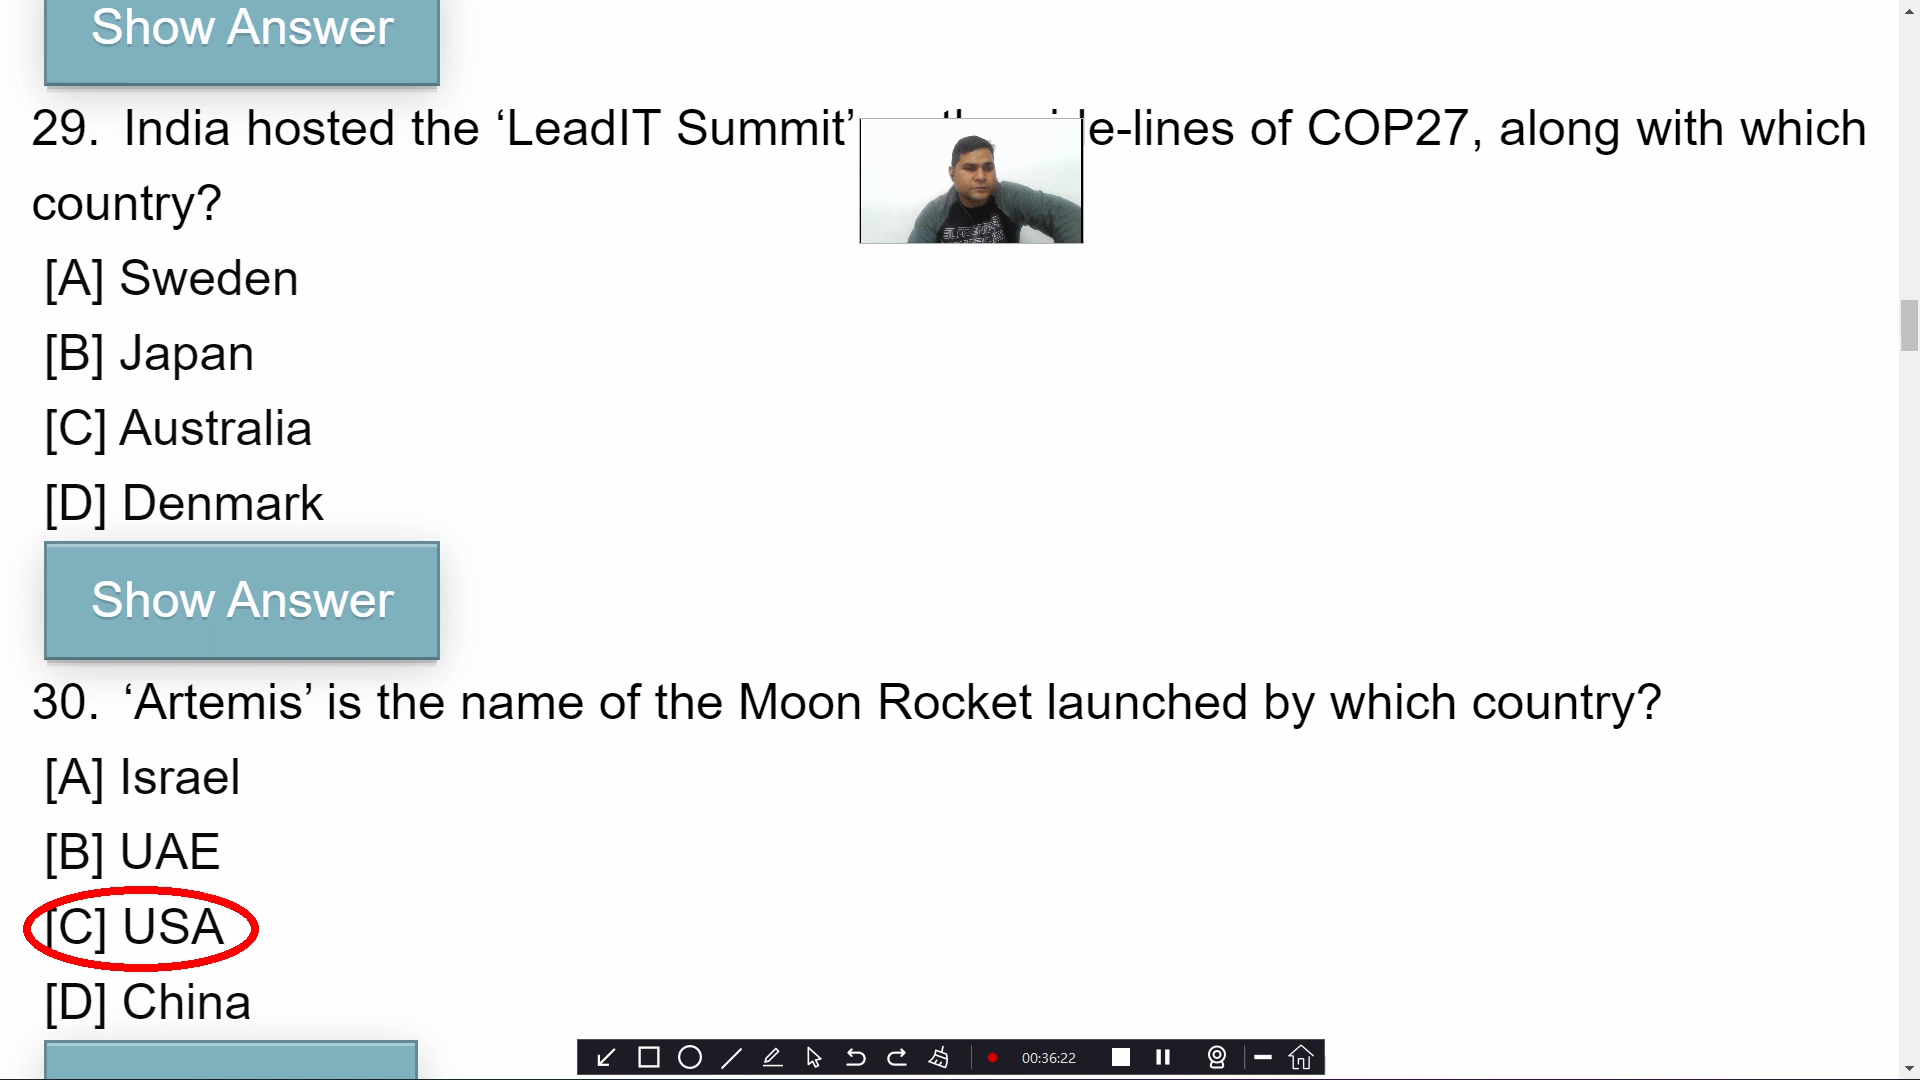 Show Answer
29. India hosted the ‘LeadIT Summit’ e-lines of COP27, along with which
country?
[A] Sweden
[B] Japan
[C] Australia
[D] Denmark
Show Answer
30. ‘Artemis’ is the name of the Moon Rocket launched by which country?
[A] Israel
[B] UAE
[C] USA
[D] China
00:36:22